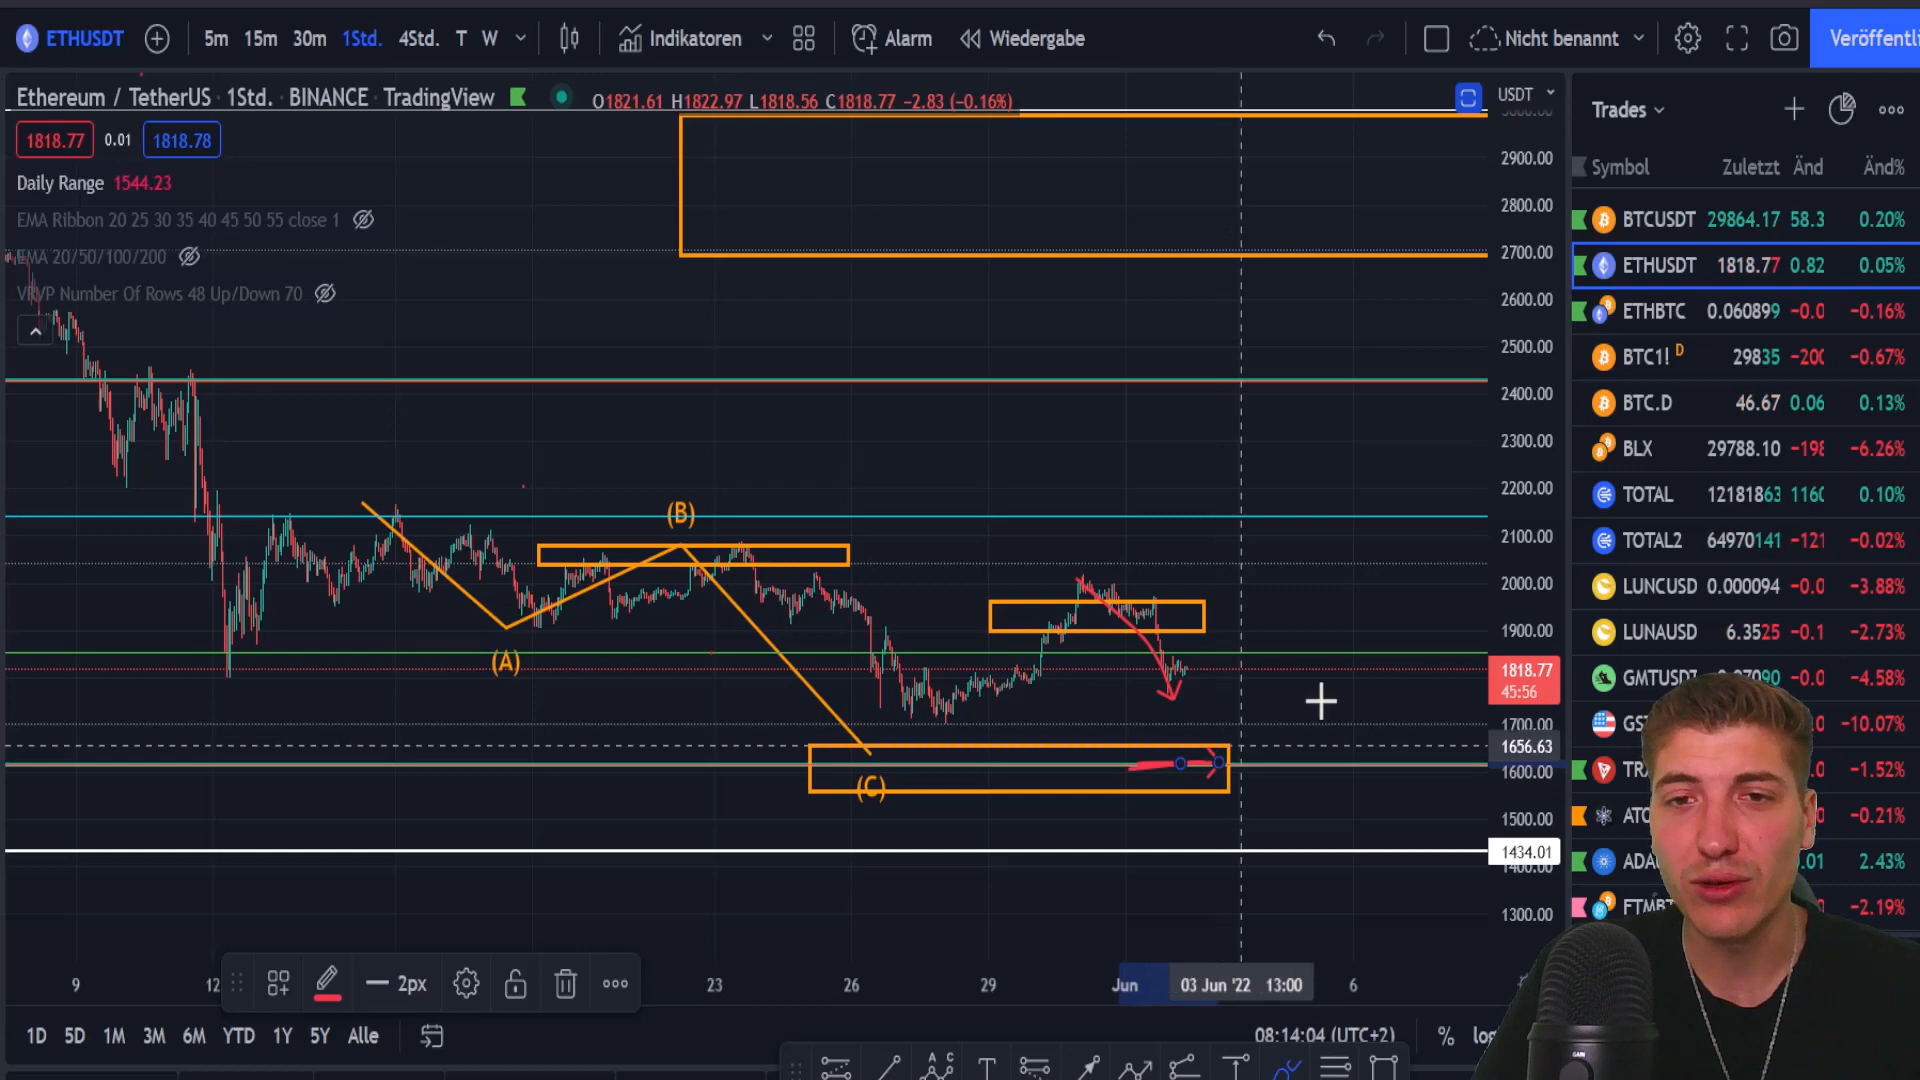 ETHUSDT 5m 15m 30m 1Std. 4Std. T W Indikatoren Alarm Wiedergabe Nicht benannt Veröffentli
Ethereum / TetherUS · 1Std. · BINANCE · TradingView O1821.61 H1822.97 L1818.56 C1818.77 −2.83 (−0.16%)
1818.77 0.01 1818.78
Daily Range 1544.23
EMA Ribbon 20 25 30 35 40 45 50 55 close 1
EMA 20/50/100/200
VRVP Number Of Rows 48 Up/Down 70
(A)
(B)
(C)
USDT
2900.00
2800.00
2700.00
2600.00
2500.00
2400.00
2300.00
2200.00
2100.00
2000.00
1900.00
1818.77
45:56
1700.00
1656.63
1600.00
1500.00
1434.01
1400.00
1300.00
9 12 23 26 29 Jun 03 Jun '22 13:00 6
2px
1D 5D 1M 3M 6M YTD 1Y 5Y Alle 08:14:04 (UTC+2) % log
Trades
Symbol Zuletzt Änd Änd%
BTCUSDT 29864.17 58.3 0.20%
ETHUSDT 1818.77 0.82 0.05%
ETHBTC 0.060899 −0.0 −0.16%
BTC1! D 29835 −200 −0.67%
BTC.D 46.67 0.06 0.13%
BLX 29788.10 −198 −6.26%
TOTAL 12181863 1160 0.10%
TOTAL2 64970141 −121 −0.02%
LUNCUSD 0.000094 −0.0 −3.88%
LUNAUSD 6.3525 −0.1 −2.73%
GMTUSDT −0.0 −4.58%
GS −10.07%
TR −1.52%
ATO −0.21%
ADA .01 2.43%
FTMBT −2.19%
GAIN